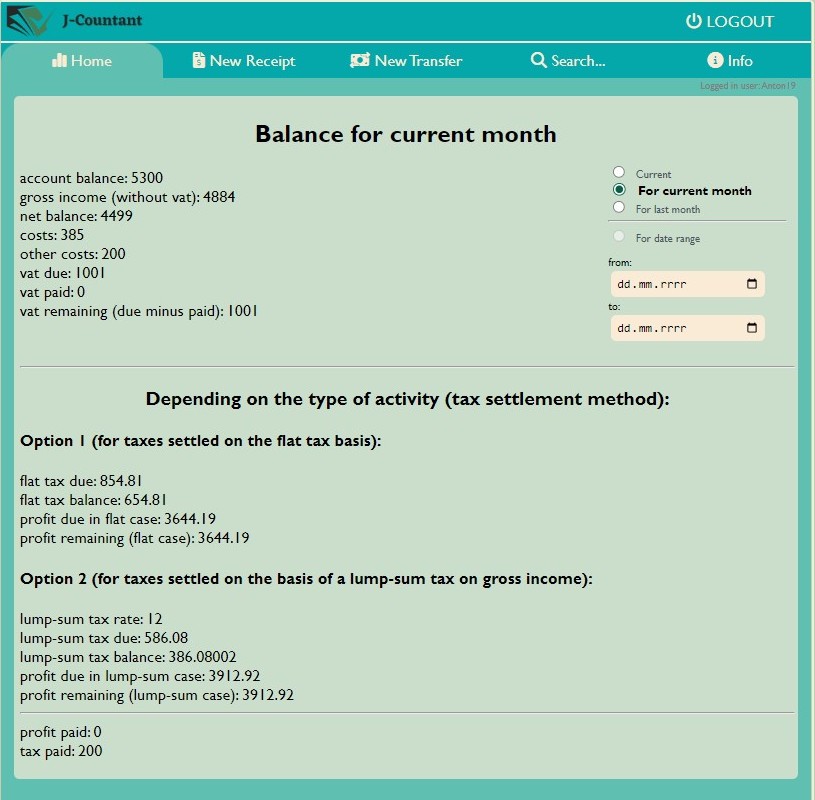 J-Countant
LOGOUT
Home
New Receipt
New Transfer
Search...
Info
Logged in user: Anton19
Balance for current month
account balance: 5300
gross income (without vat): 4884
net balance: 4499
costs: 385
other costs: 200
vat due: 1001
vat paid: 0
vat remaining (due minus paid): 1001
Current
For current month
For last month
For date range
from:
dd.mm.rrrr
to:
dd.mm.rrrr
Depending on the type of activity (tax settlement method):
Option 1 (for taxes settled on the flat tax basis):
flat tax due: 854.81
flat tax balance: 654.81
profit due in flat case: 3644.19
profit remaining (flat case): 3644.19
Option 2 (for taxes settled on the basis of a lump-sum tax on gross income):
lump-sum tax rate: 12
lump-sum tax due: 586.08
lump-sum tax balance: 386.08002
profit due in lump-sum case: 3912.92
profit remaining (lump-sum case): 3912.92
profit paid: 0
tax paid: 200